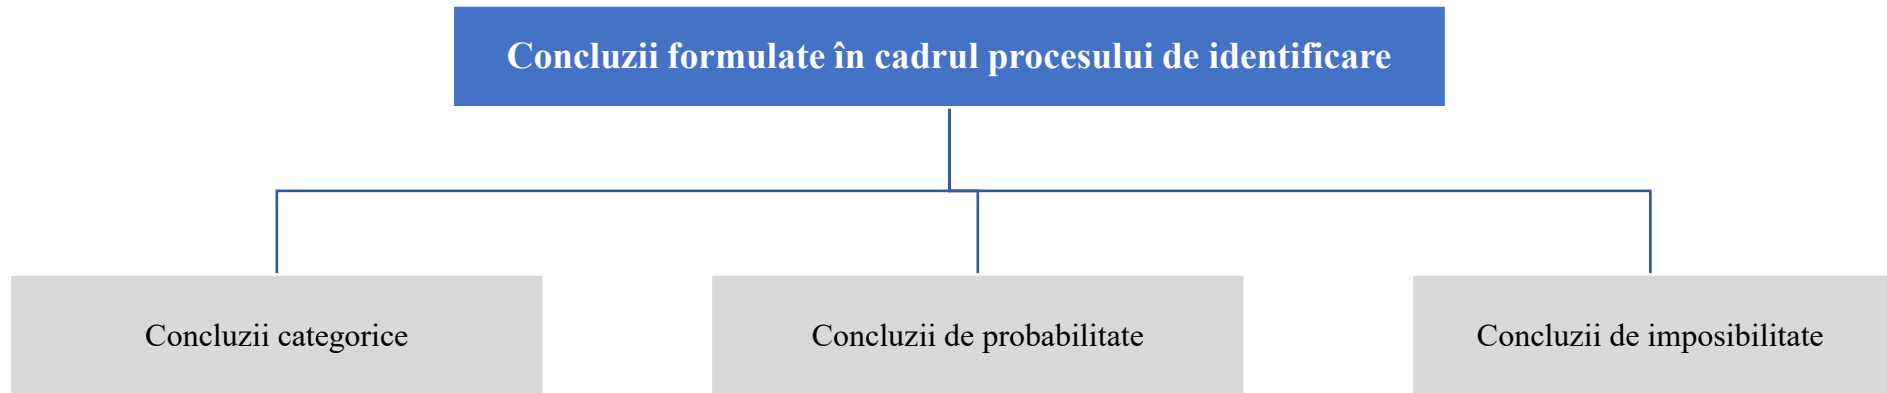 Concluzii formulate în cadrul procesului de identificare
Concluzii categorice
Concluzii de probabilitate
Concluzii de imposibilitate